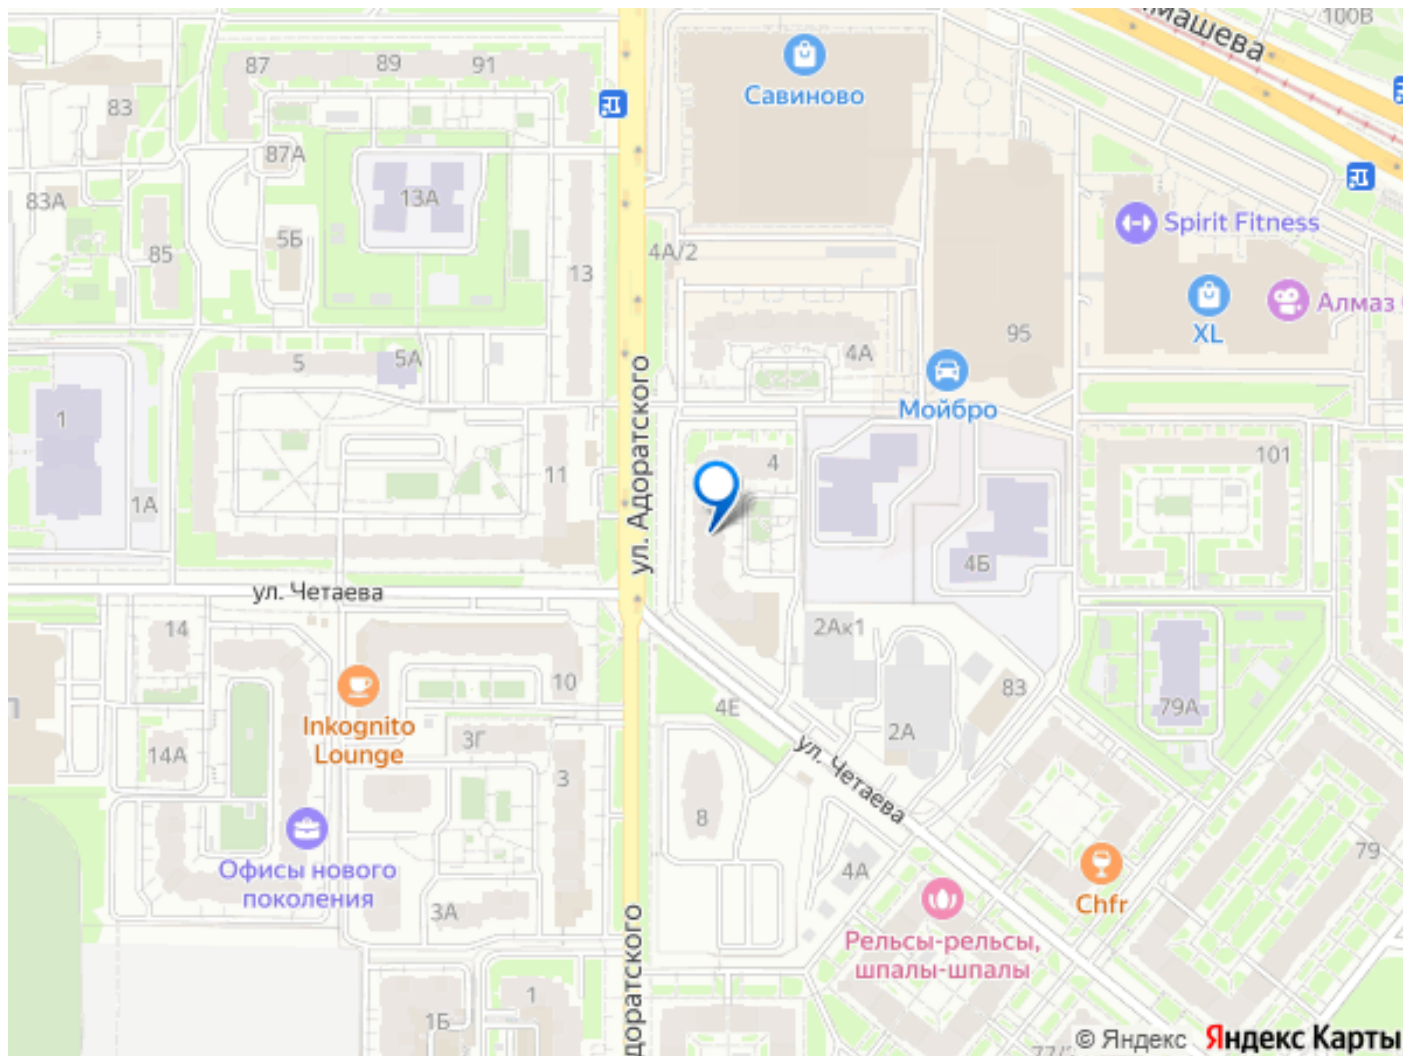 100В
лмашева
87
89
91
Савиново
83
87А
13А
83А
5Б
Spirit Fitness
85
4А/2
13
Алмаз
XL
95
4А
5
5А
ул. Адоратского
Мойбро
1
4
101
11
1А
4Б
ул. Четаева
14
2Ак1
10
83
4Е
79А
Inkognito
Lounge
3Г
2А
14А
ул. Четаева
3
8
79
Офисы нового
поколения
4А
Chfr
3А
Рельсы-рельсы,
шпалы-шпалы
доратского
1
1Б
77/
© Яндекс
Яндекс Карты